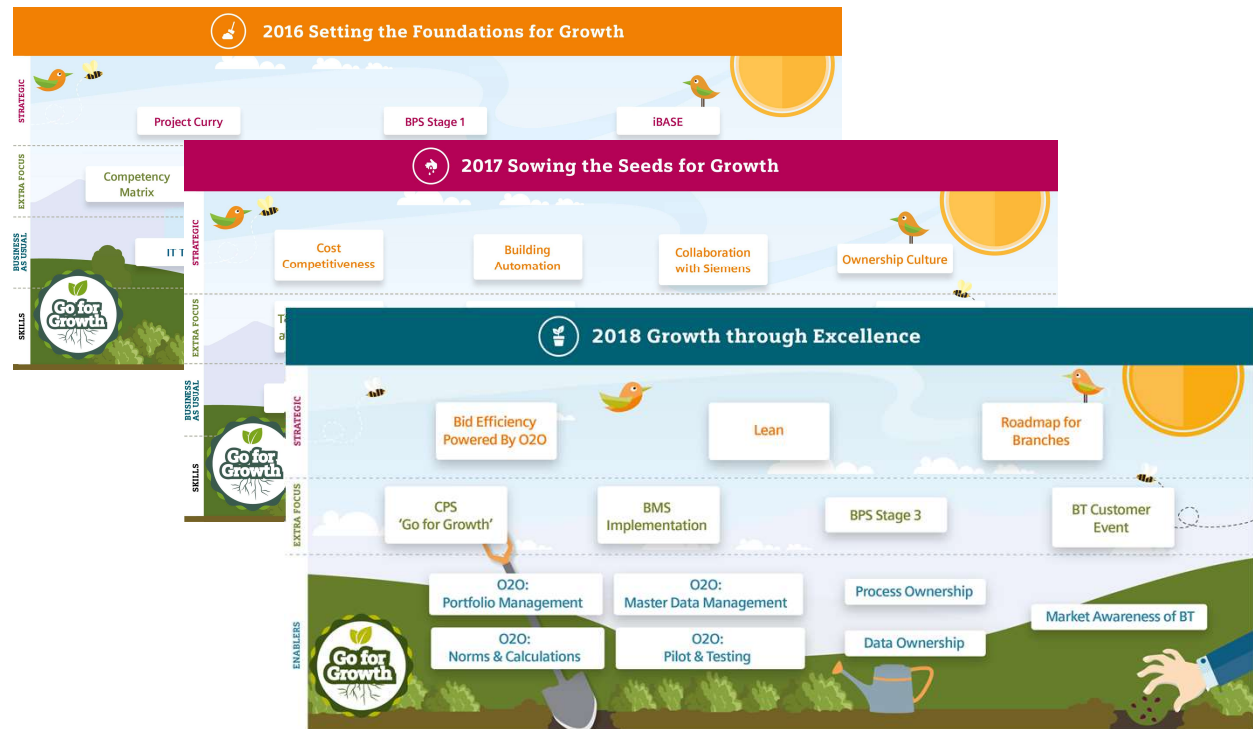 2016 Setting the Foundations for Growth
STRATEGIC
Project Curry
BPS Stage 1
iBASE
EXTRA FOCUS
Competency
Matrix
BUSINESS
AS USUAL
IT
SKILLS
Go for
Growth
2017 Sowing the Seeds for Growth
STRATEGIC
Cost
Competitiveness
Building
Automation
Collaboration
with Siemens
Ownership Culture
EXTRA FOCUS
BUSINESS
AS USUAL
SKILLS
Go for
Growth
2018 Growth through Excellence
STRATEGIC
Bid Efficiency
Powered By O2O
Lean
Roadmap for
Branches
EXTRA FOCUS
CPS
‘Go for Growth’
BMS
Implementation
BPS Stage 3
BT Customer
Event
ENABLERS
O2O:
Portfolio Management
O2O:
Master Data Management
Process Ownership
Market Awareness of BT
O2O:
Norms & Calculations
O2O:
Pilot & Testing
Data Ownership
Go for
Growth